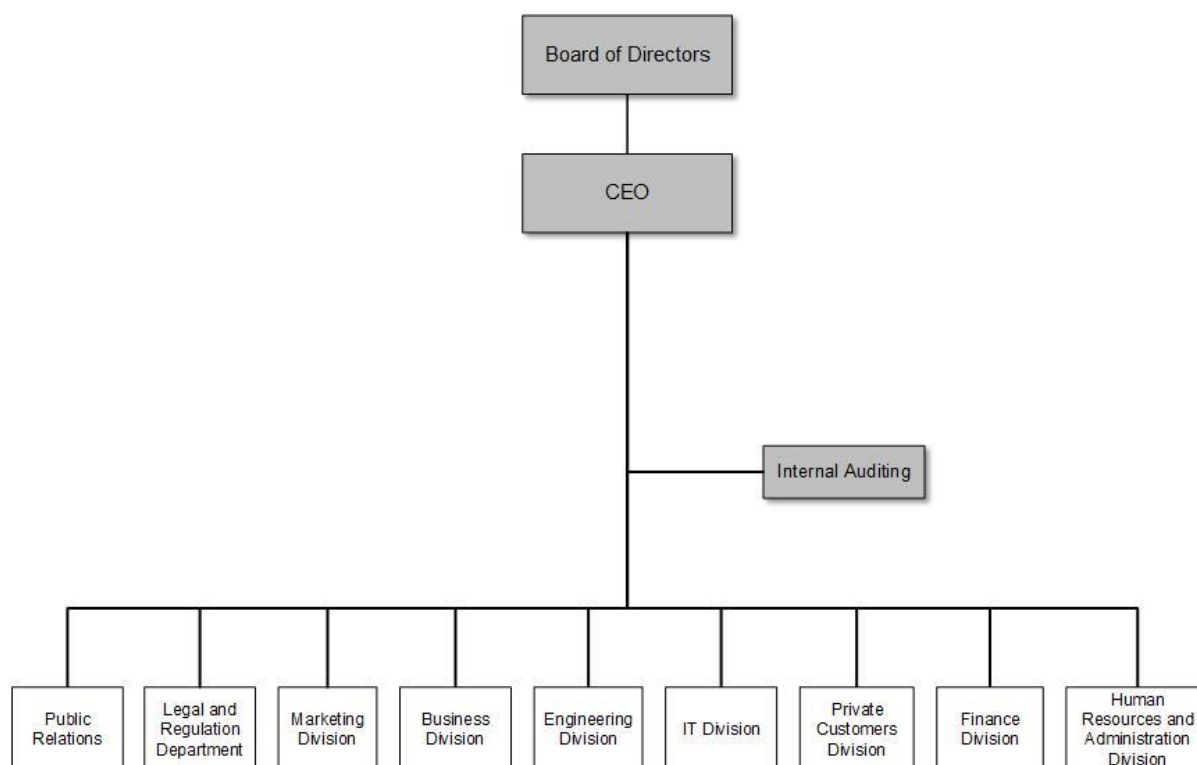 Board of Directors
CEO
Internal Auditing
Public
Relations
Legal and
Regulation
Department
Marketing
Division
Business
Division
Engineering
Division
IT Division
Private
Customers
Division
Finance
Division
Human
Resources and
Administration
Division